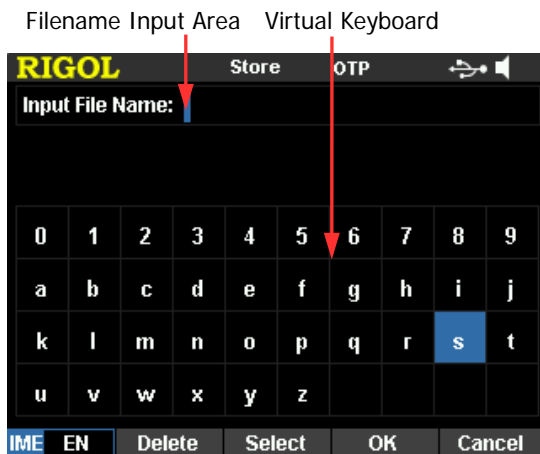 Filename Input Area Virtual Keyboard
RIGOL Store OTP
Input File Name:
0 1 2 3 4 5 6 7 8 9
a b c d e f g h i j
k l m n o p q r s t
u v w x y z
IME EN Delete Select OK Cancel